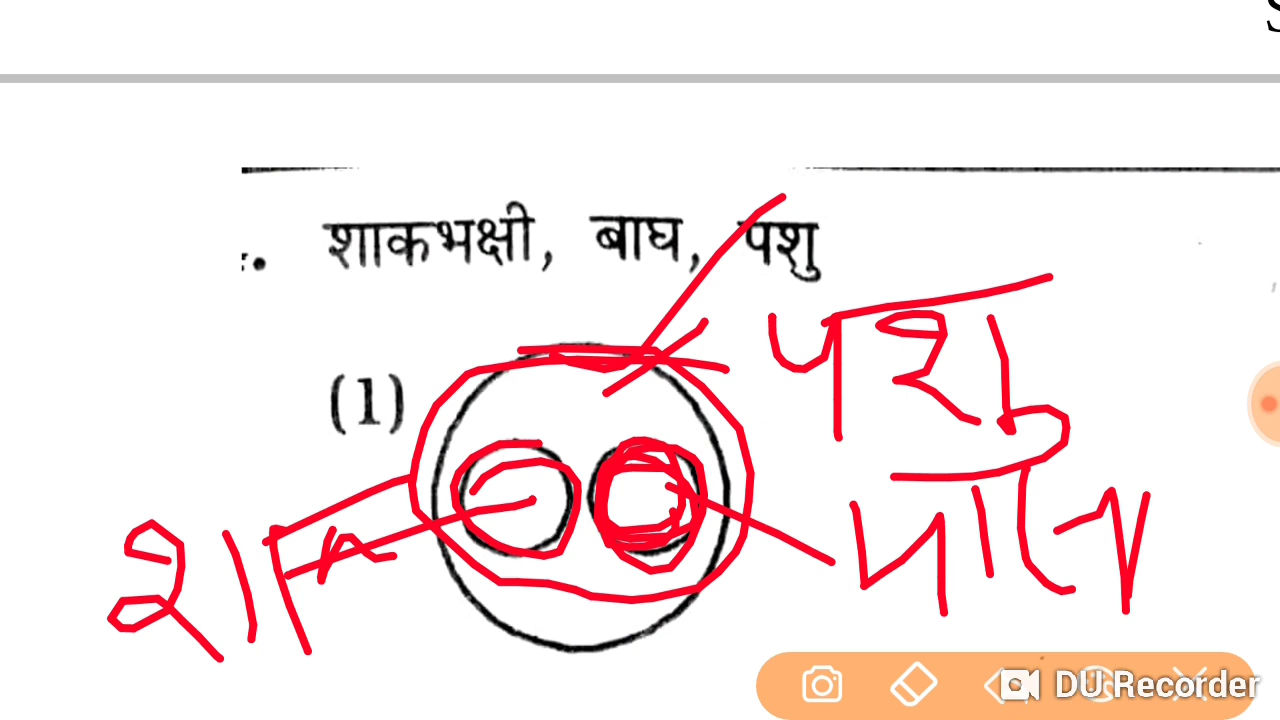 S
:. शाकभक्षी, बाघ, पशु
(1)
पशु
शाक
DU Recorder